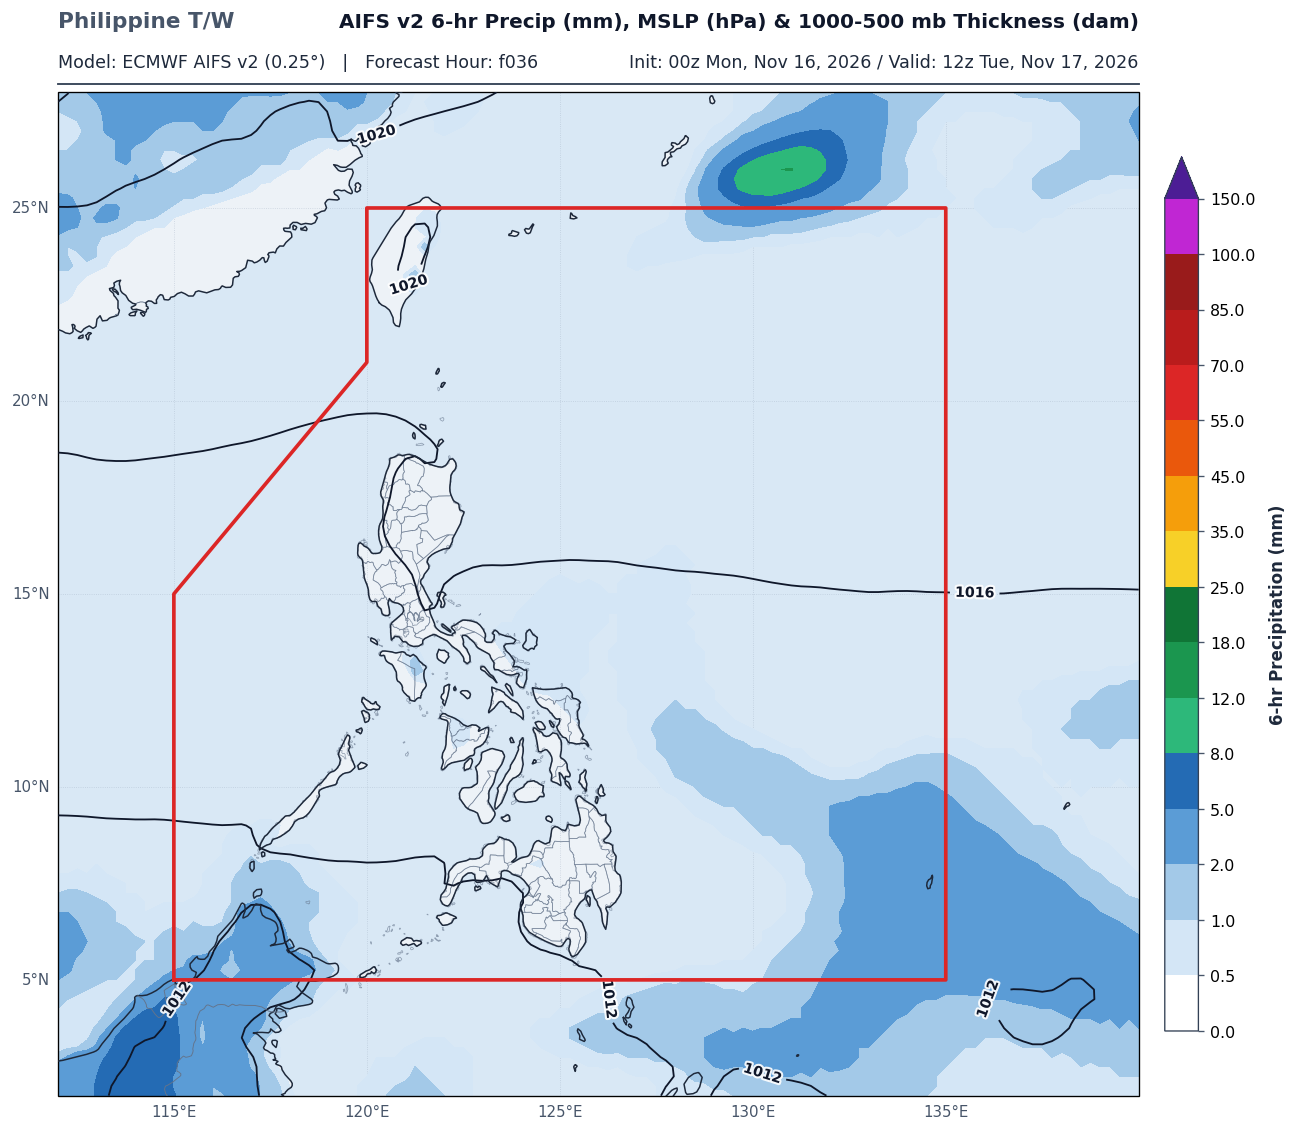 Philippine T/W
AIFS v2 6-hr Precip (mm), MSLP (hPa) & 1000-500 mb Thickness (dam)
Model: ECMWF AIFS v2 (0.25°)   |   Forecast Hour: f036
Init: 00z Mon, Nov 16, 2026 / Valid: 12z Tue, Nov 17, 2026
1020
25°N
1020
20°N
15°N
1016
10°N
5°N
1012
1012
1012
1012
115°E
120°E
125°E
130°E
135°E
150.0
100.0
85.0
70.0
55.0
45.0
35.0
25.0
18.0
12.0
8.0
5.0
2.0
1.0
0.5
0.0
6-hr Precipitation (mm)